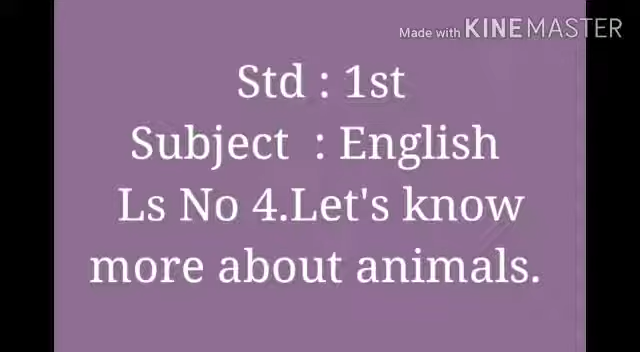 Made with KINEMASTER
Std : 1st
Subject  : English
Ls No 4.Let's know
more about animals.